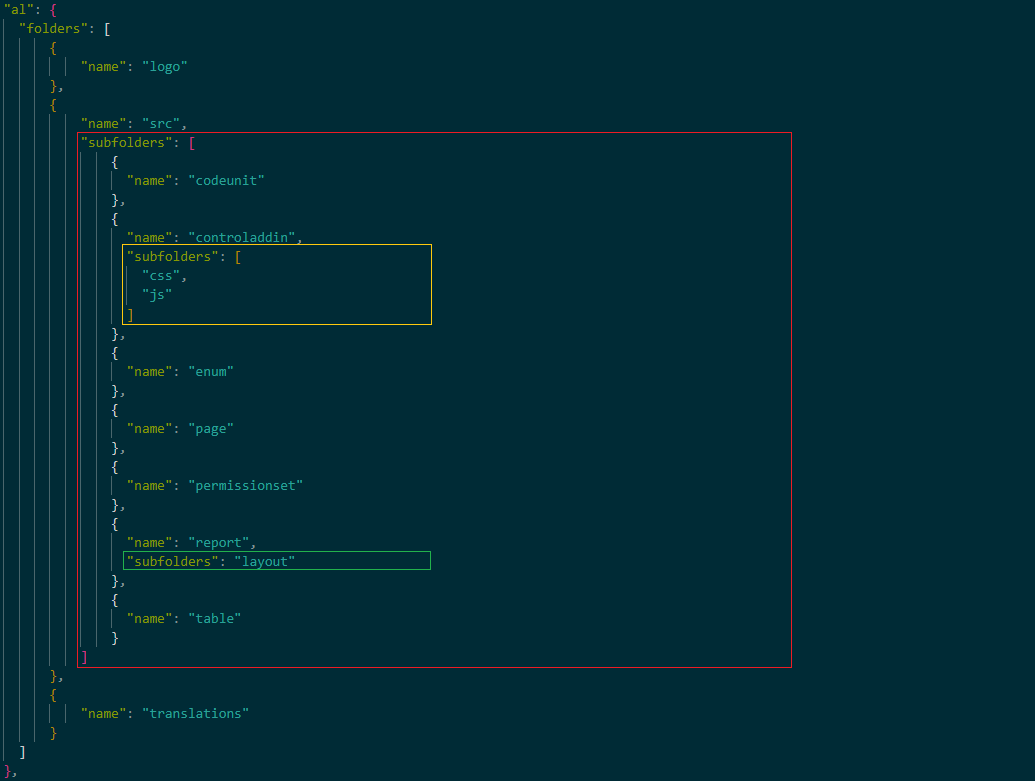 "al": {
"folders": [
{
"name": "logo"
},
{
"name": "src",
"subfolders": [
{
"name": "codeunit"
},
{
"name": "controladdin",
"subfolders": [
"css",
"js"
]
},
{
"name": "enum"
},
{
"name": "page"
},
{
"name": "permissionset"
},
{
"name": "report",
"subfolders": "layout"
},
{
"name": "table"
}
]
},
{
"name": "translations"
}
]
},